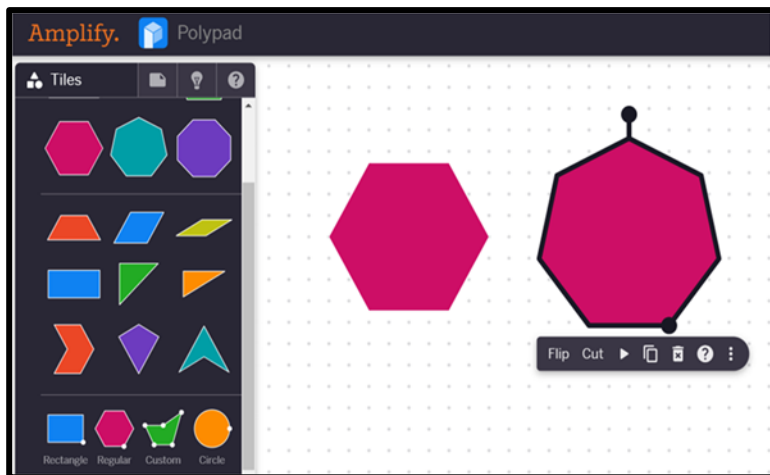 Amplify. Polypad
Tiles
Flip Cut
Rectangle Regular Custom Circle